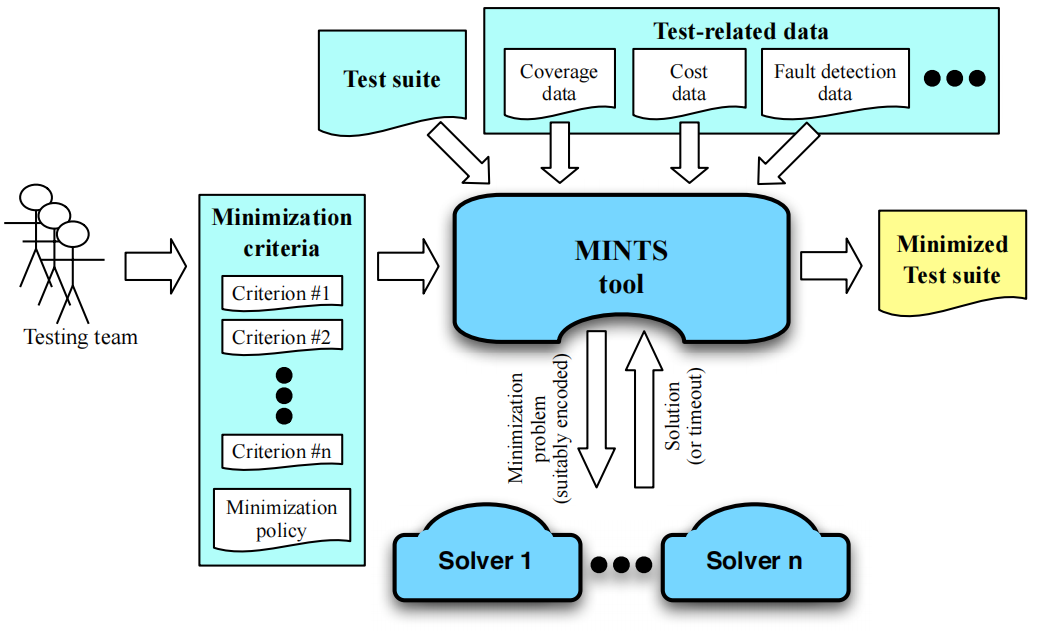 Test-related data
Test suite
Coverage
data
Cost
data
Fault detection
data
Minimization
criteria
Criterion #1
Criterion #2
Criterion #n
Minimization
policy
Testing team
MINTS
tool
Minimized
Test suite
Minimization
problem
(suitably encoded)
Solution
(or timeout)
Solver 1
Solver n